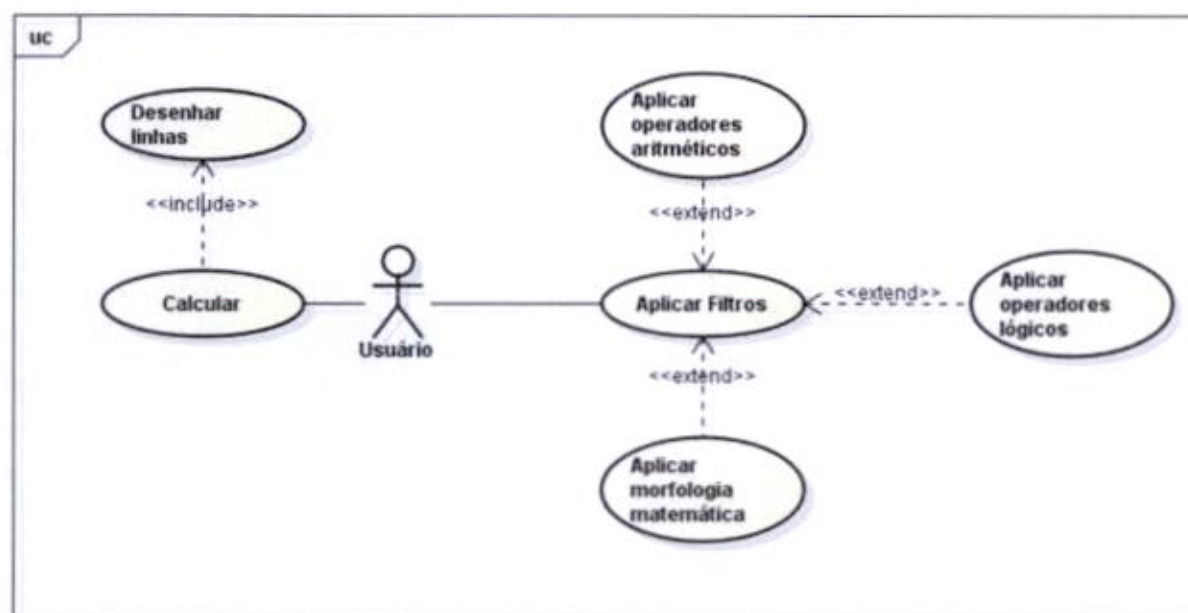 uc
Desenhar
linhas
Aplicar
operadores
aritméticos
<<include>>
<<extend>>
Calcular
Usuário
Aplicar Filtros
<<extend>>
Aplicar
operadores
lógicos
<<extend>>
Aplicar
morfologia
matemática